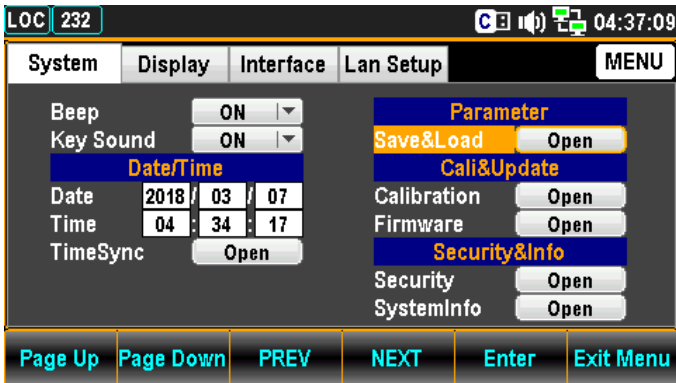 LOC 232 C 04:37:09
System Display Interface Lan Setup MENU
Beep ON
Key Sound ON
Date/Time
Date 2018 / 03 / 07
Time 04 : 34 : 17
TimeSync Open
Parameter
Save&Load Open
Cali&Update
Calibration Open
Firmware Open
Security&Info
Security Open
SystemInfo Open
Page Up Page Down PREV NEXT Enter Exit Menu